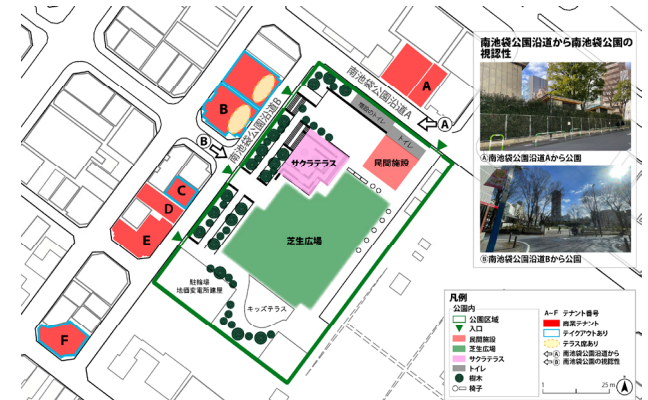 南池袋公園沿道から南池袋公園の
視認性
Ⓐ南池袋公園沿道Aから公園
Ⓑ南池袋公園沿道Bから公園
南池袋公園沿道A
南池袋公園沿道B
A
B
C
D
E
F
Ⓐ
Ⓑ
増設のトイレ
トイレ
民間施設
サクラテラス
芝生広場
駐輪場
地価変電所建屋
キッズテラス
凡例
公園内
公園区域
入口
民間施設
芝生広場
サクラテラス
トイレ
樹木
椅子
A~F テナント番号
商業テナント
テイクアウトあり
テラス席あり
Ⓐ 南池袋公園沿道から
Ⓑ 南池袋公園の視認性
1 25 m